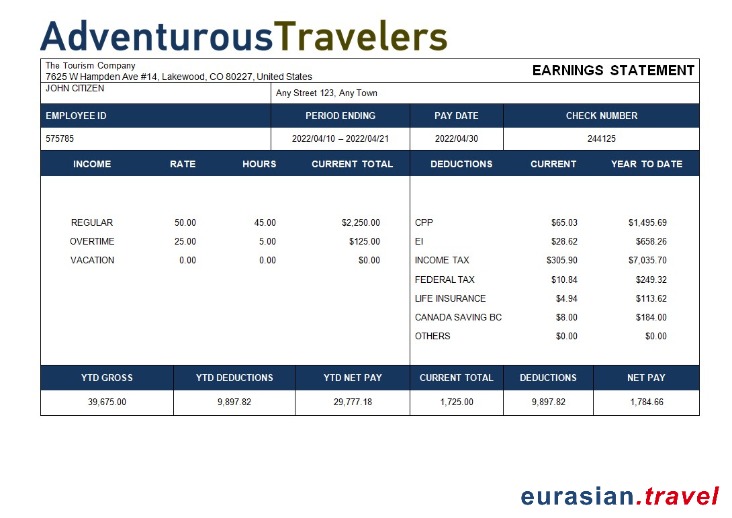 AdventurousTravelers
The Tourism Company
7625 W Hampden Ave #14, Lakewood, CO 80227, United States
EARNINGS STATEMENT
JOHN CITIZEN
Any Street 123, Any Town
EMPLOYEE ID PERIOD ENDING PAY DATE CHECK NUMBER
575785 2022/04/10 – 2022/04/21 2022/04/30 244125
INCOME RATE HOURS CURRENT TOTAL DEDUCTIONS CURRENT YEAR TO DATE
REGULAR 50.00 45.00 $2,250.00 CPP $65.03 $1,495.69
OVERTIME 25.00 5.00 $125.00 EI $28.62 $658.26
VACATION 0.00 0.00 $0.00 INCOME TAX $305.90 $7,035.70
FEDERAL TAX $10.84 $249.32
LIFE INSURANCE $4.94 $113.62
CANADA SAVING BC $8.00 $184.00
OTHERS $0.00 $0.00
YTD GROSS YTD DEDUCTIONS YTD NET PAY CURRENT TOTAL DEDUCTIONS NET PAY
39,675.00 9,897.82 29,777.18 1,725.00 9,897.82 1,784.66
eurasian.travel